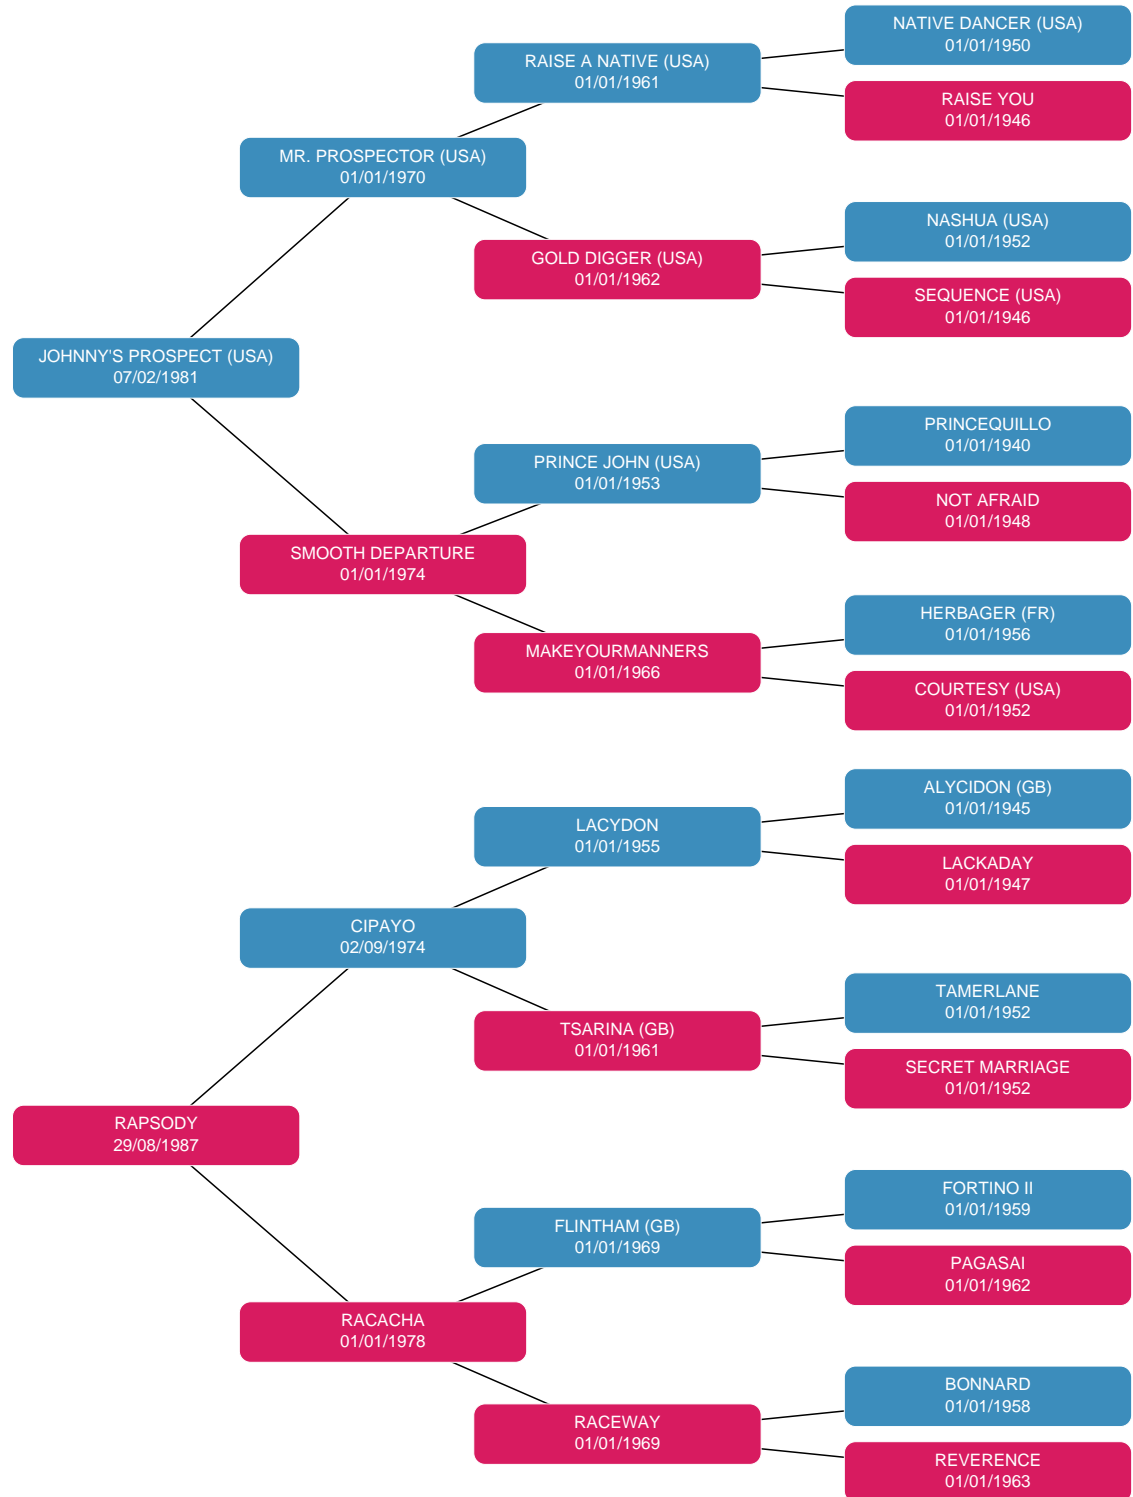 NATIVE DANCER (USA)
01/01/1950
RAISE A NATIVE (USA)
01/01/1961
RAISE YOU
01/01/1946
MR. PROSPECTOR (USA)
01/01/1970
NASHUA (USA)
01/01/1952
GOLD DIGGER (USA)
01/01/1962
SEQUENCE (USA)
01/01/1946
JOHNNY'S PROSPECT (USA)
07/02/1981
PRINCEQUILLO
01/01/1940
PRINCE JOHN (USA)
01/01/1953
NOT AFRAID
01/01/1948
SMOOTH DEPARTURE
01/01/1974
HERBAGER (FR)
01/01/1956
MAKEYOURMANNERS
01/01/1966
COURTESY (USA)
01/01/1952
ALYCIDON (GB)
01/01/1945
LACYDON
01/01/1955
LACKADAY
01/01/1947
CIPAYO
02/09/1974
TAMERLANE
01/01/1952
TSARINA (GB)
01/01/1961
SECRET MARRIAGE
01/01/1952
RAPSODY
29/08/1987
FORTINO II
01/01/1959
FLINTHAM (GB)
01/01/1969
PAGASAI
01/01/1962
RACACHA
01/01/1978
BONNARD
01/01/1958
RACEWAY
01/01/1969
REVERENCE
01/01/1963